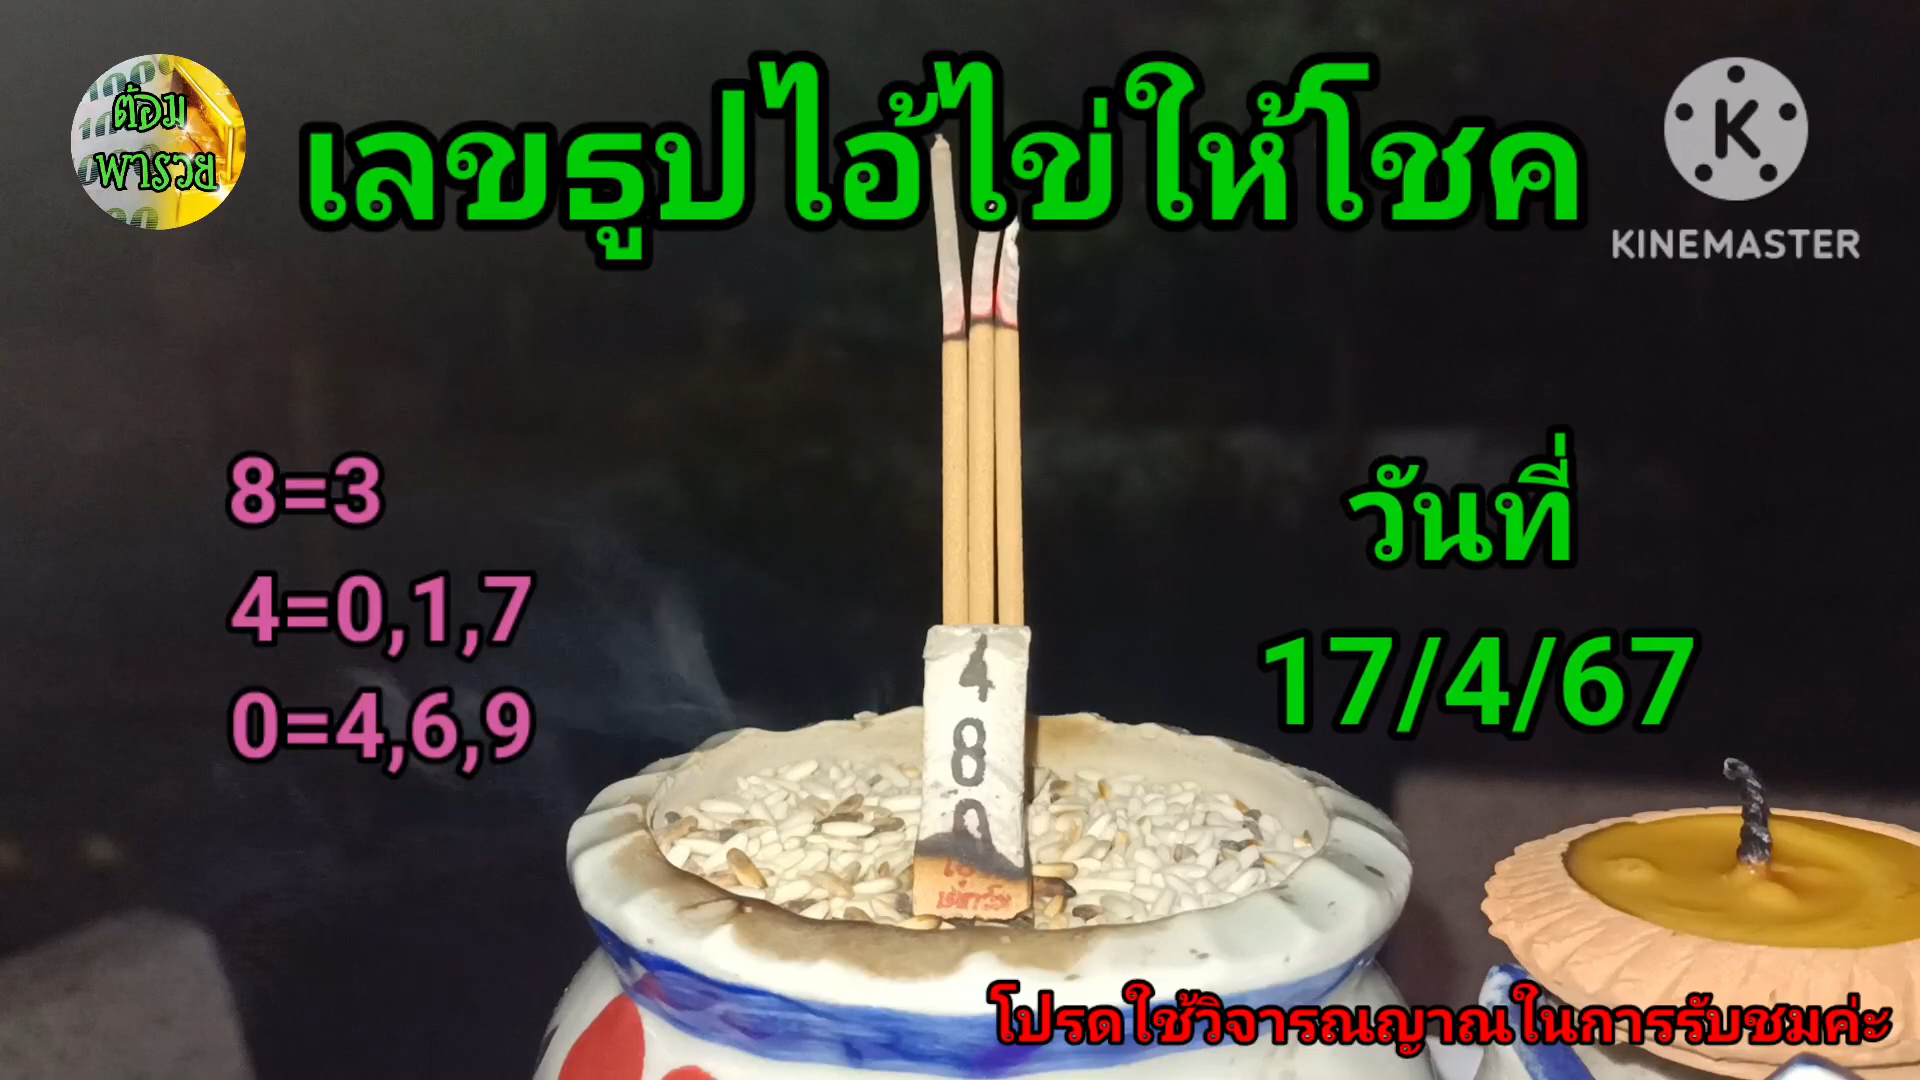 ต้อม
พารวย
เลขธูปไอ้ไข่ให้โชค
K
KINEMASTER
8=3
4=0,1,7
0=4,6,9
วันที่
17/4/67
4
8
0
โปรดใช้วิจารณญาณในการรับชมค่ะ